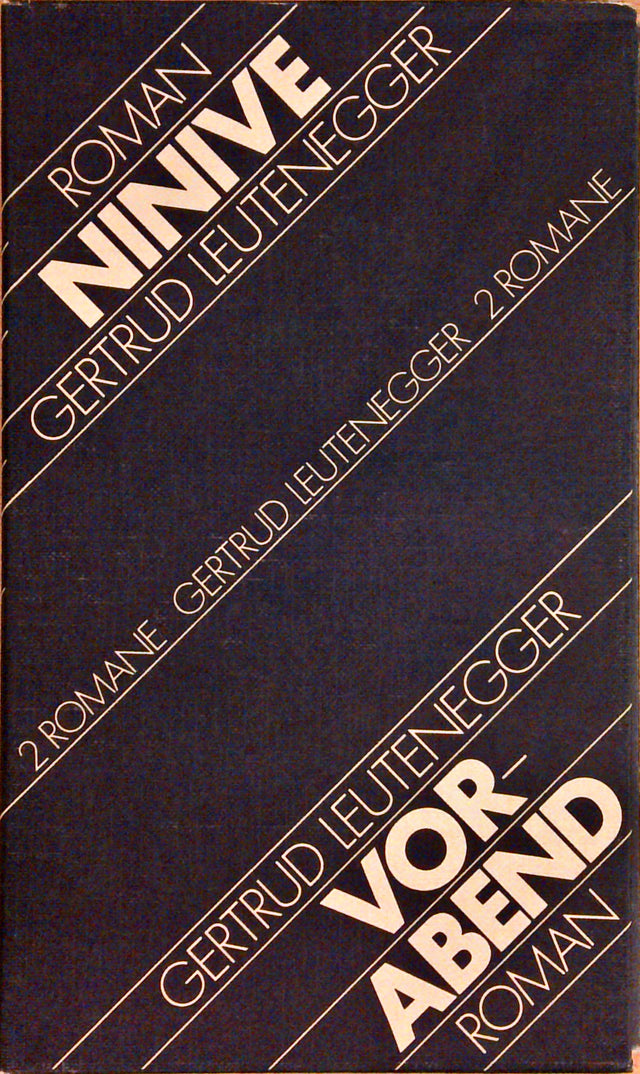 ROMAN
NINIVE
GERTRUD LEUTENEGGER
2 ROMANE GERTRUD LEUTENEGGER 2 ROMANE
GERTRUD LEUTENEGGER
VOR-
ABEND
ROMAN